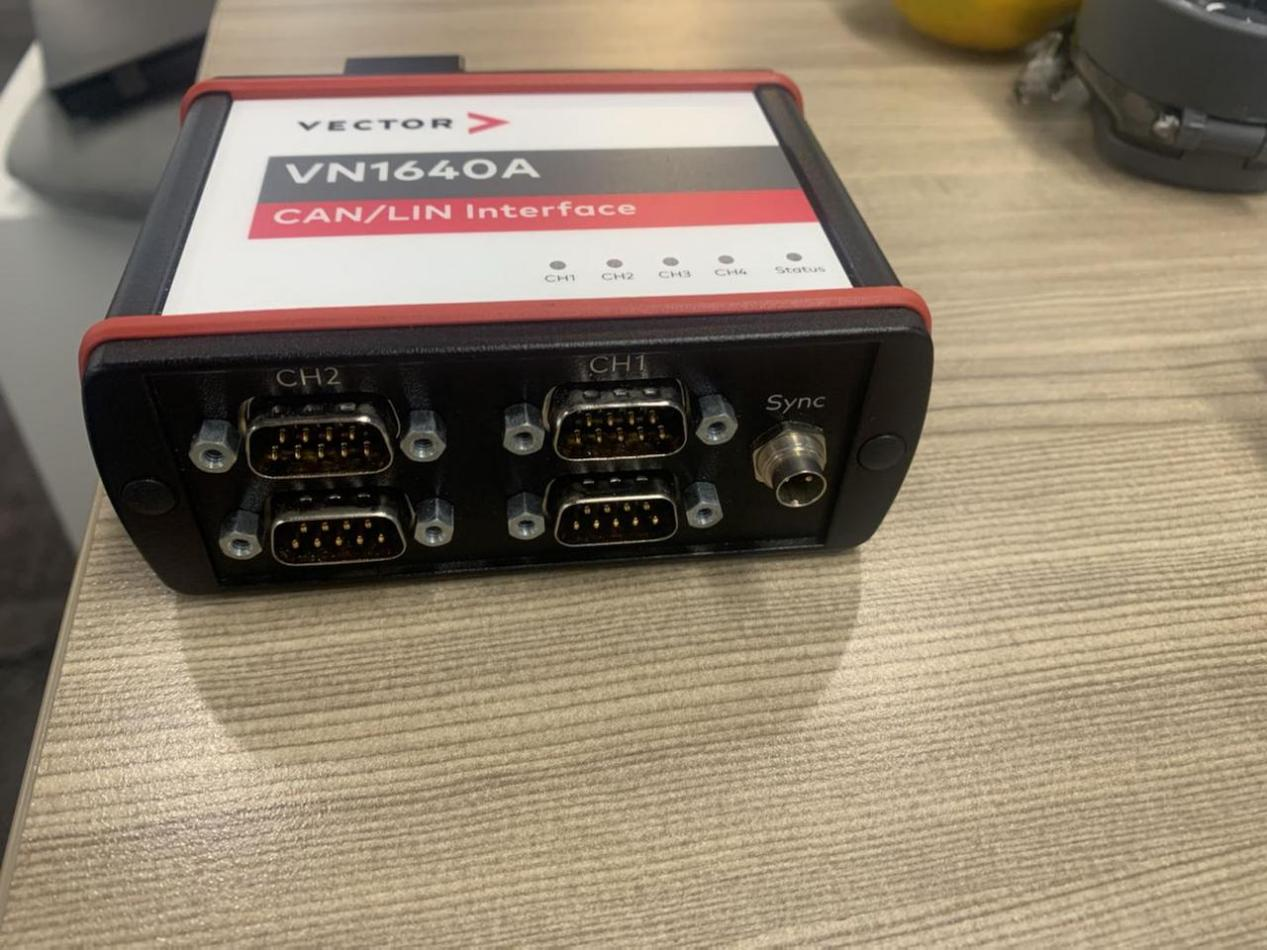 VECTOR
VN1640A
CAN/LIN Interface
CH1 CH2 CH3 CH4 Status
CH2 CH1
Sync